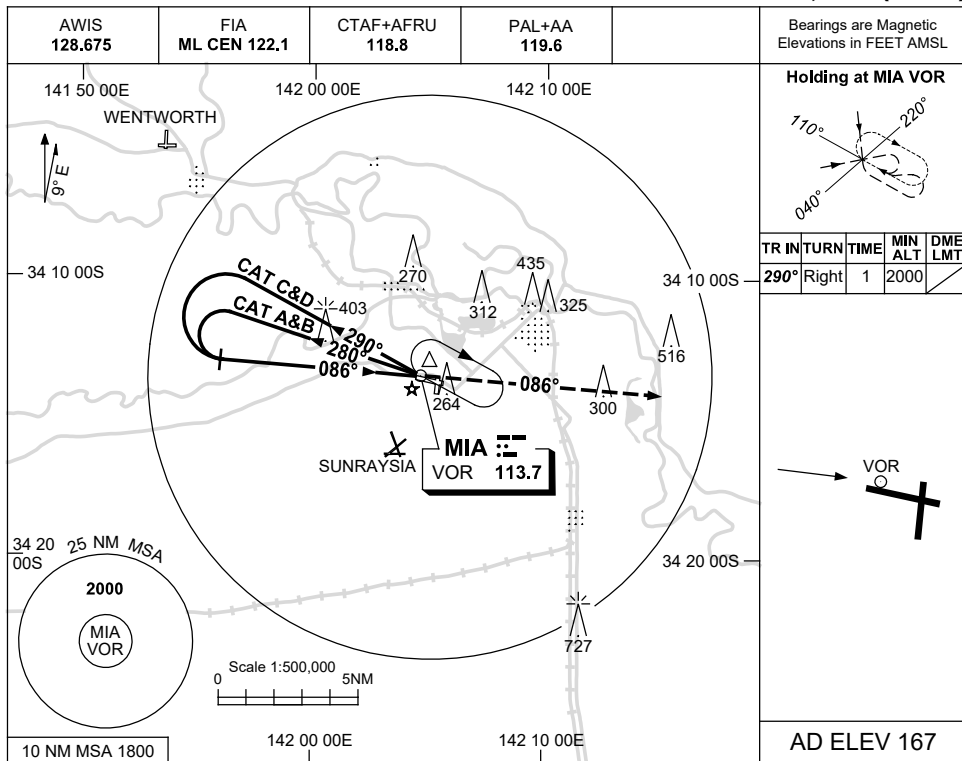 AWIS
128.675
FIA
ML CEN 122.1
CTAF+AFRU
118.8
PAL+AA
119.6
Bearings are Magnetic
Elevations in FEET AMSL
141 50 00E
142 00 00E
142 10 00E
WENTWORTH
9° E
34 10 00S
34 10 00S
CAT C&D
CAT A&B
290°
280°
086°
086°
403
270
312
435
325
516
264
300
MIA
VOR 113.7
SUNRAYSIA
34 20
00S
34 20 00S
25 NM MSA
2000
MIA
VOR
727
Scale 1:500,000
0
5NM
142 00 00E
142 10 00E
10 NM MSA 1800
Holding at MIA VOR
110°
220°
040°
TR IN TURN TIME MIN ALT DME LMT
290° Right 1 2000
VOR
AD ELEV 167